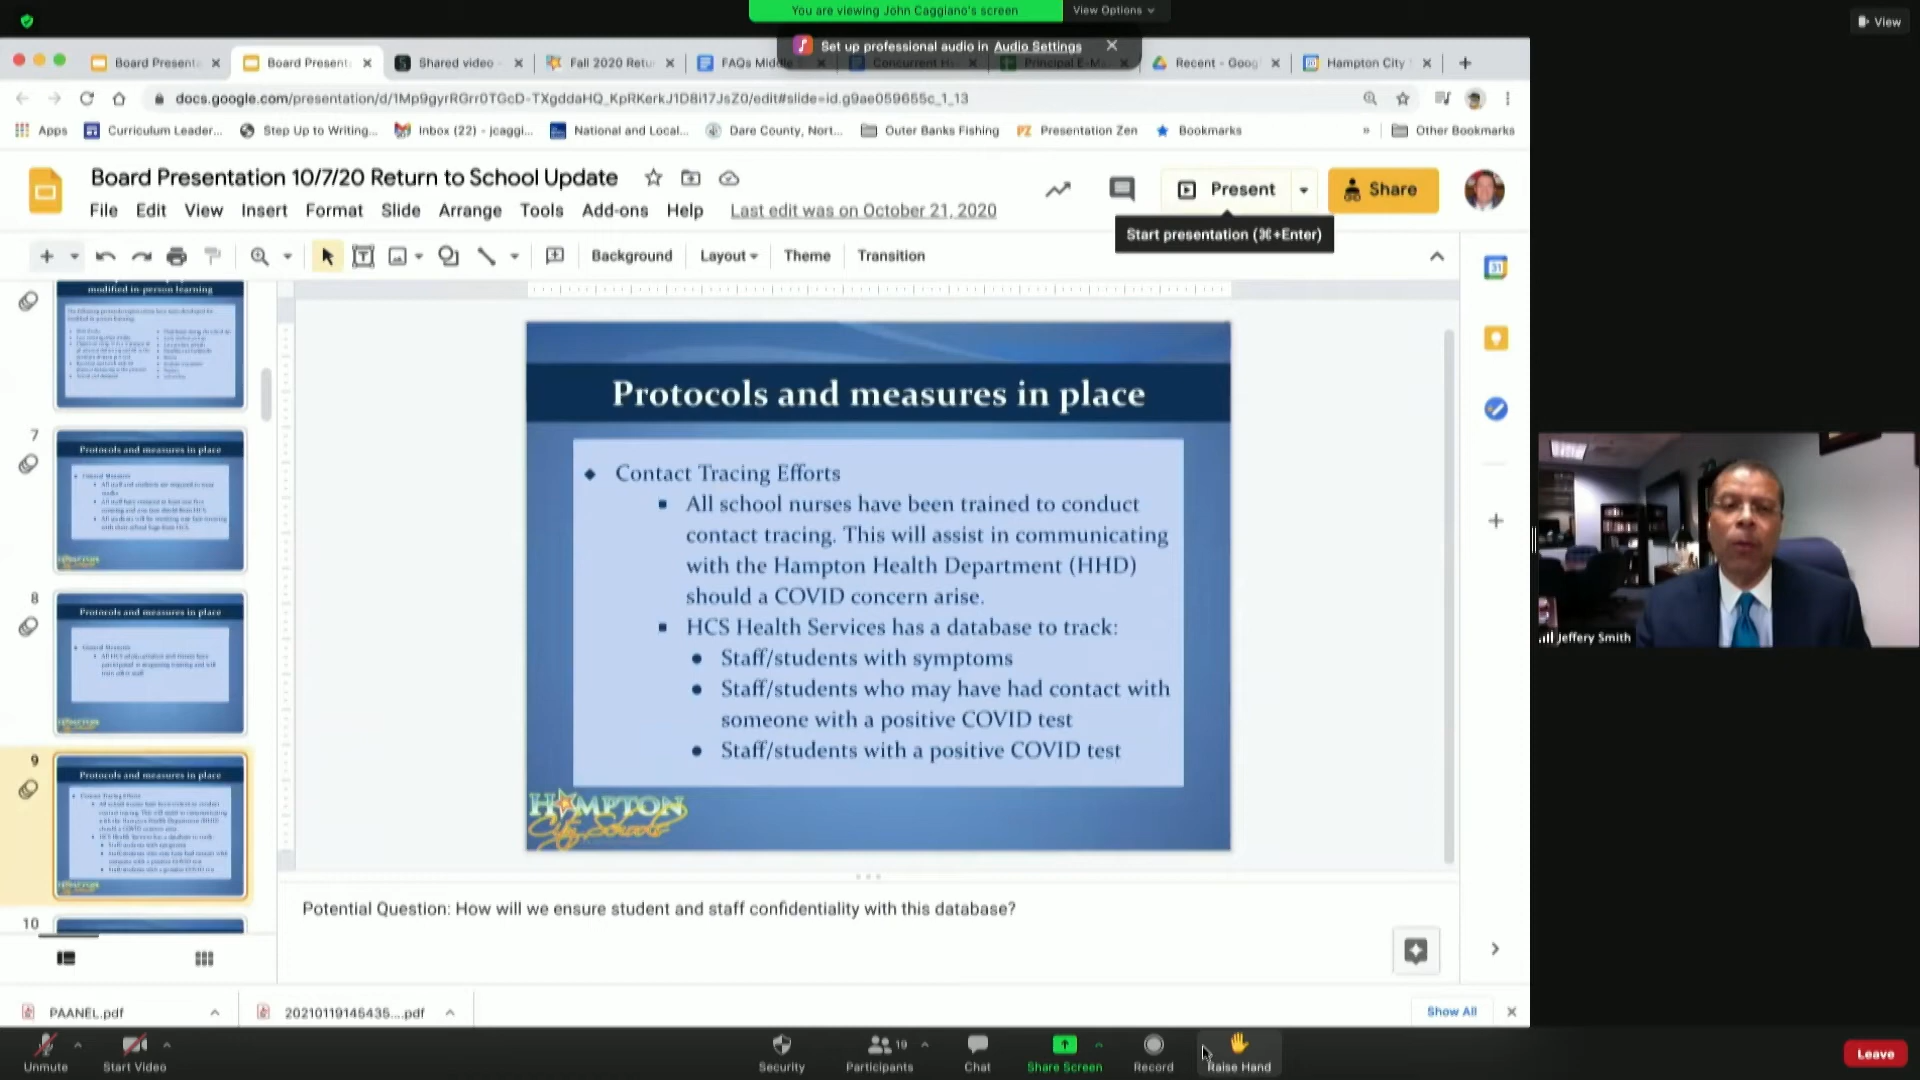 You are viewing John Caggiano's screen
View Options
View
Set up professional audio in Audio Settings
Board Present
Board Present
Shared video
Fall 2020 Retu
FAQs Middl
Concurrent H
Principal E-Ma
Recent - Goog
Hampton City
docs.google.com/presentation/d/1Mp9gyrRGrr0TGcD-TXgddaHQ_KpRKerkJ1D8i17JsZ0/edit#slide=id.g9ae059655c_1_13
Apps
Curriculum Leader...
Step Up to Writing...
Inbox (22) - jcaggi...
National and Local...
Dare County, Nort...
Outer Banks Fishing
PZ
Presentation Zen
Bookmarks
»
Other Bookmarks
Board Presentation 10/7/20 Return to School Update
File Edit View Insert Format Slide Arrange Tools Add-ons Help Last edit was on October 21, 2020
Present
Share
Start presentation (⌘+Enter)
Background Layout Theme Transition
31
modified in person learning
7
Protocols and measures in place
8
Protocols and measures in place
9
Protocols and measures in place
10
Protocols and measures in place
◆ Contact Tracing Efforts
▪ All school nurses have been trained to conduct
contact tracing. This will assist in communicating
with the Hampton Health Department (HHD)
should a COVID concern arise.
▪ HCS Health Services has a database to track:
● Staff/students with symptoms
● Staff/students who may have had contact with
someone with a positive COVID test
● Staff/students with a positive COVID test
HAMPTON
City Schools
Potential Question: How will we ensure student and staff confidentiality with this database?
Jeffery Smith
PAANEL.pdf
20210119145435....pdf
Show All
Unmute
Start Video
Security
Participants 19
Chat
Share Screen
Record
Raise Hand
Leave